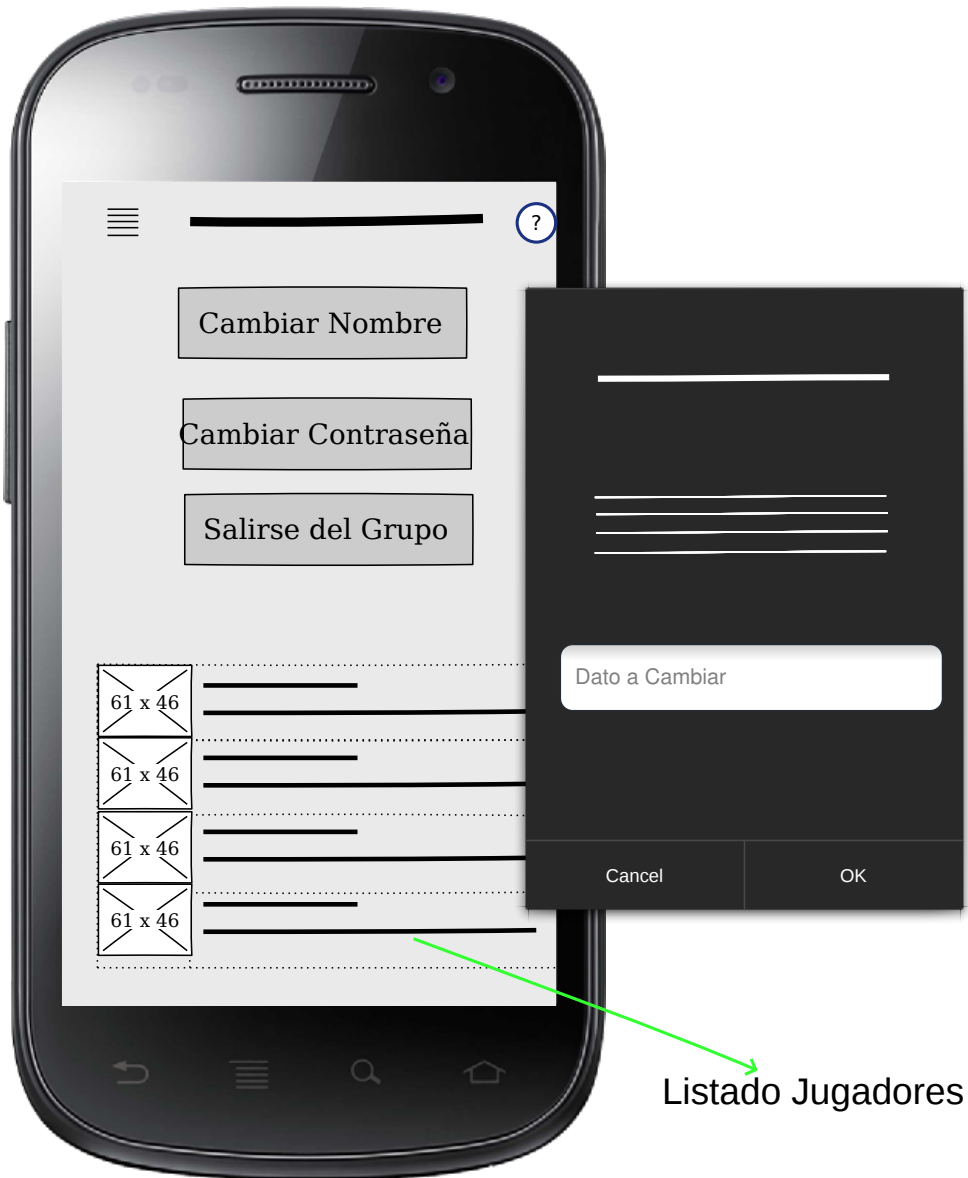 ?
Cambiar Nombre
Cambiar Contraseña
Salirse del Grupo
61 x 46
61 x 46
61 x 46
61 x 46
Dato a Cambiar
Cancel
OK
Listado Jugadores